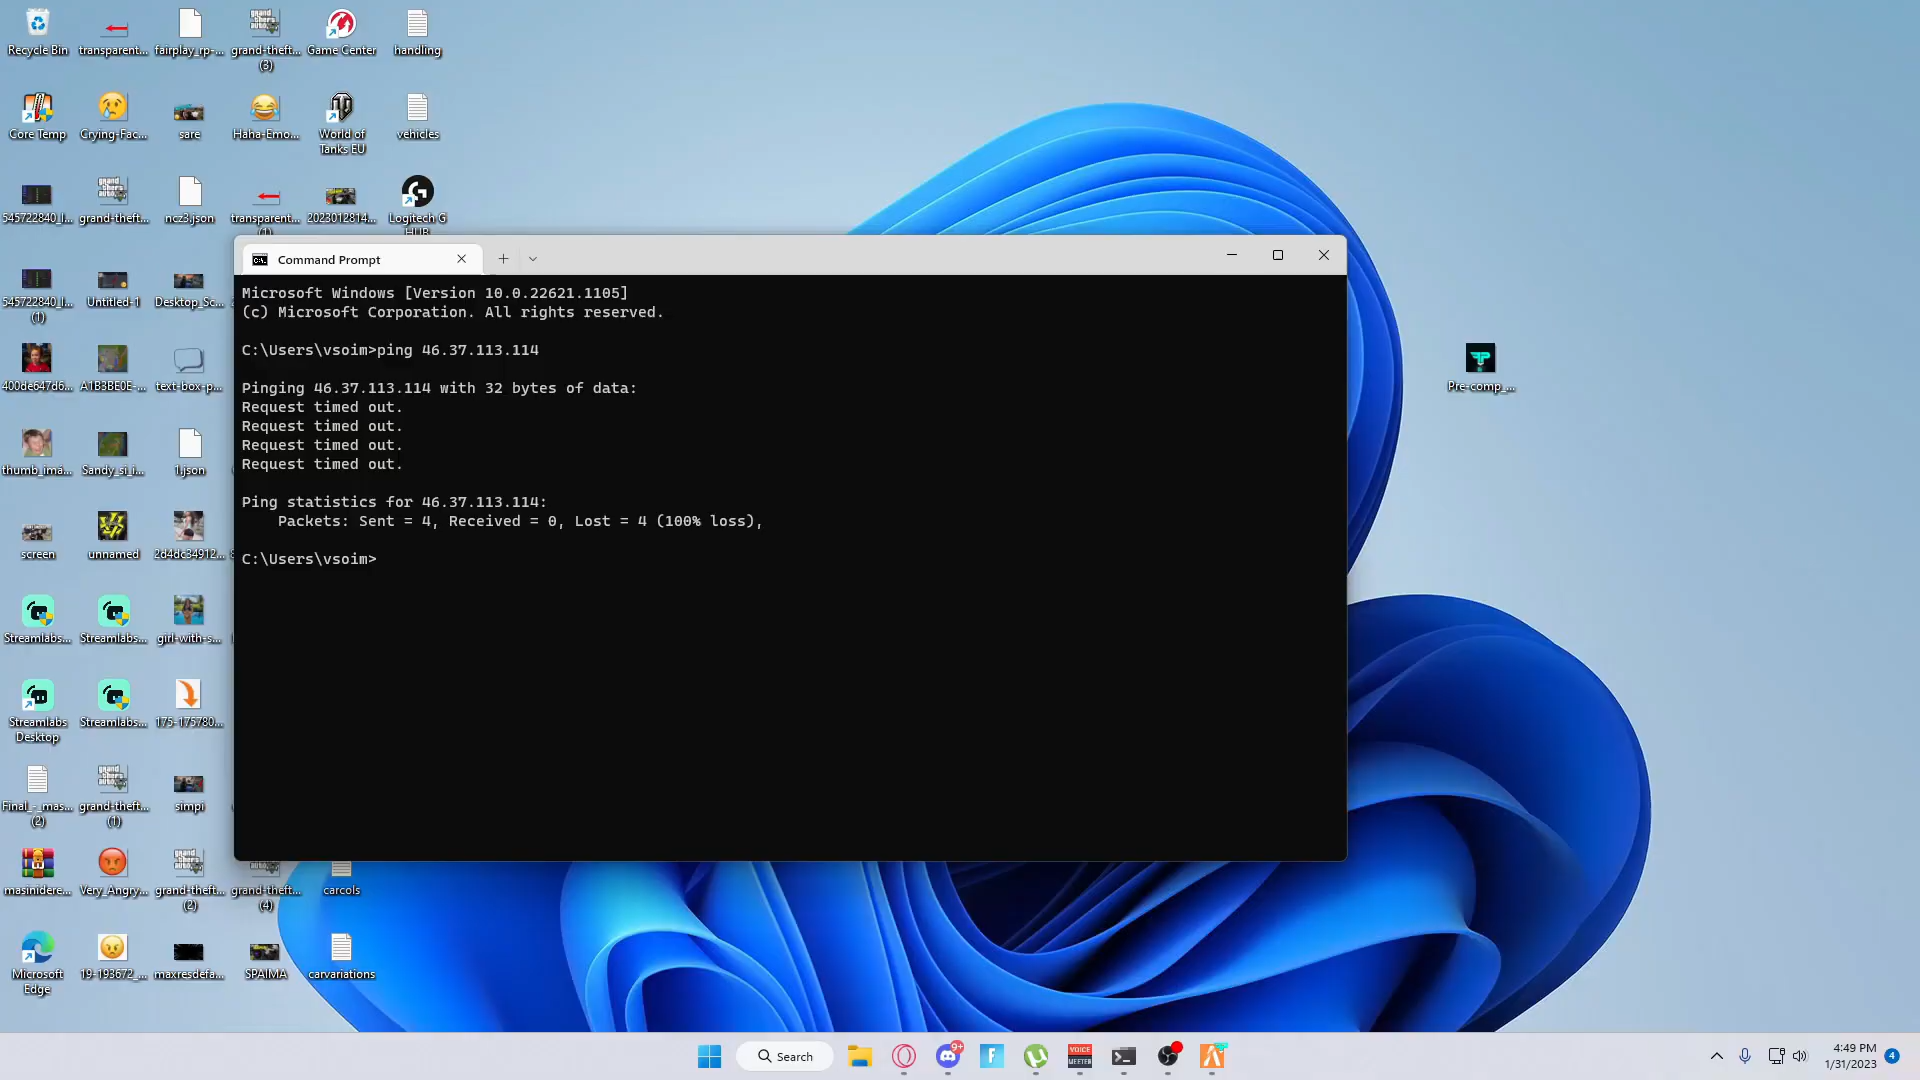 Recycle Bin
transparent...
fairplay_rp-...
grand-theft...
(3)
Game Center
handling
Core Temp
Crying-Fac...
sare
Haha-Emo...
World of
Tanks EU
vehicles
545722840_l...
grand-theft...
ncz3.json
transparent...
(1)
2023012814...
Logitech G
HUB
545722840_l...
(1)
Untitled-1
Desktop_Sc...
400de647d6...
A1B3BE0E-...
text-box-p...
thumb_ima...
Sandy_si_i...
1.json
screen
unnamed
2d4dc34912...
Streamlabs...
Streamlabs...
girl-with-s...
Streamlabs
Desktop
Streamlabs...
175-175780...
Final_-_mas...
(2)
grand-theft...
(1)
simpi
masinidere...
Very_Angry...
grand-theft...
(2)
grand-theft...
(4)
carcols
Microsoft
Edge
19-193672_...
maxresdefa...
SPAIMA
carvariations
Command Prompt
Microsoft Windows [Version 10.0.22621.1105]
(c) Microsoft Corporation. All rights reserved.
C:\Users\vsoim>ping 46.37.113.114
Pinging 46.37.113.114 with 32 bytes of data:
Request timed out.
Request timed out.
Request timed out.
Request timed out.
Ping statistics for 46.37.113.114:
Packets: Sent = 4, Received = 0, Lost = 4 (100% loss),
C:\Users\vsoim>
Pre-comp_...
Search
9+
VOICE
MEETER
4:49 PM
1/31/2023
4